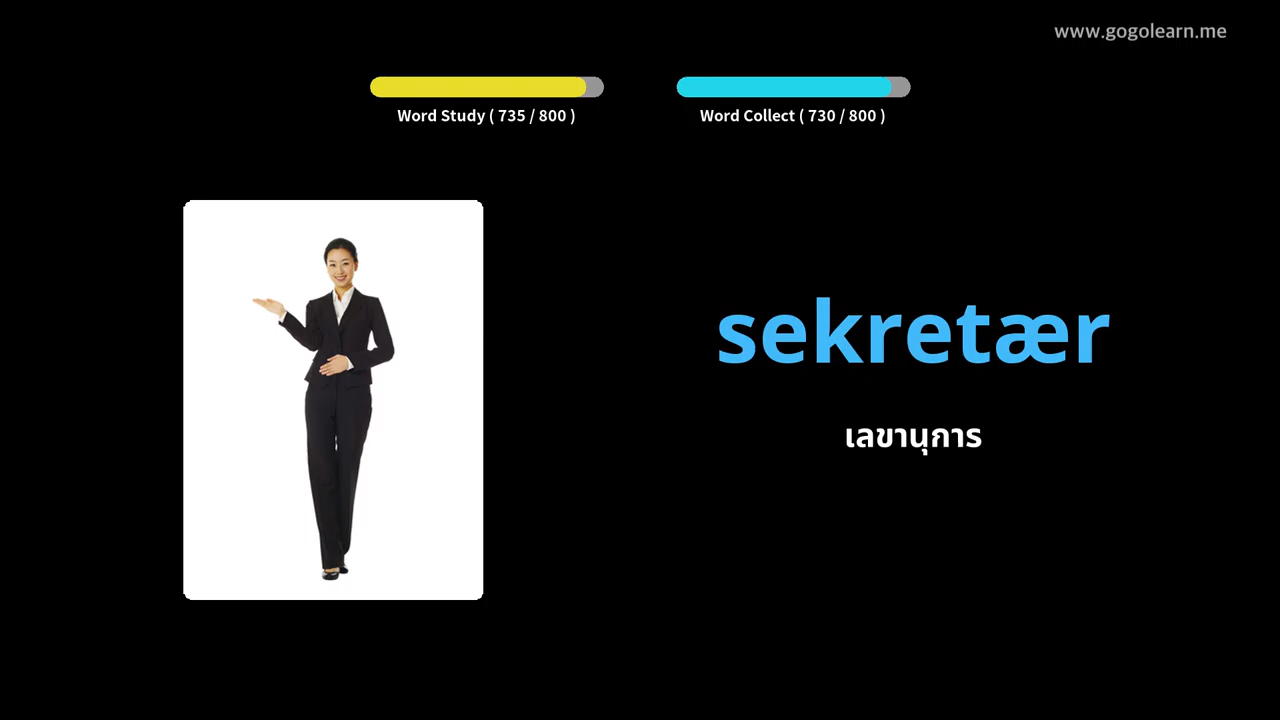 www.gogolearn.me
Word Study ( 735 / 800 )
Word Collect ( 730 / 800 )
sekretær
เลขานุการ